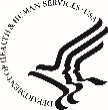 DEPARTMENT OF HEALTH & HUMAN SERVICES · USA